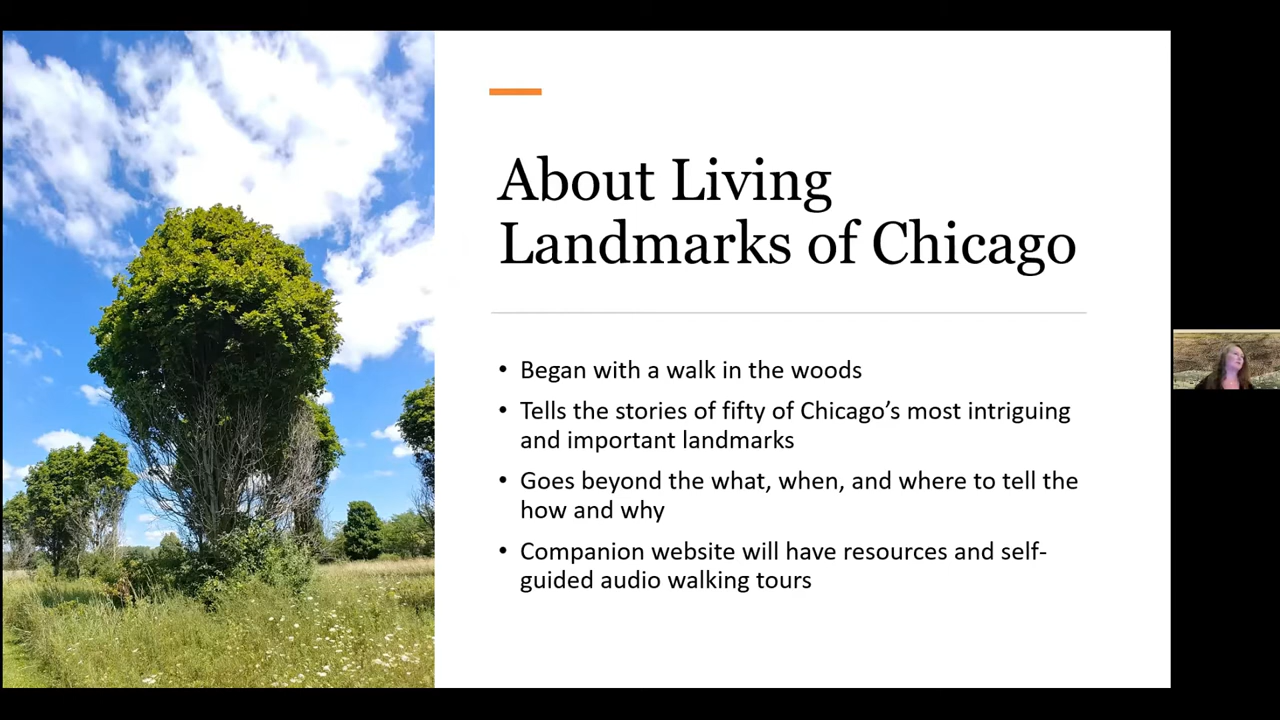 About Living
Landmarks of Chicago
• Began with a walk in the woods
• Tells the stories of fifty of Chicago’s most intriguing
and important landmarks
• Goes beyond the what, when, and where to tell the
how and why
• Companion website will have resources and self-
guided audio walking tours